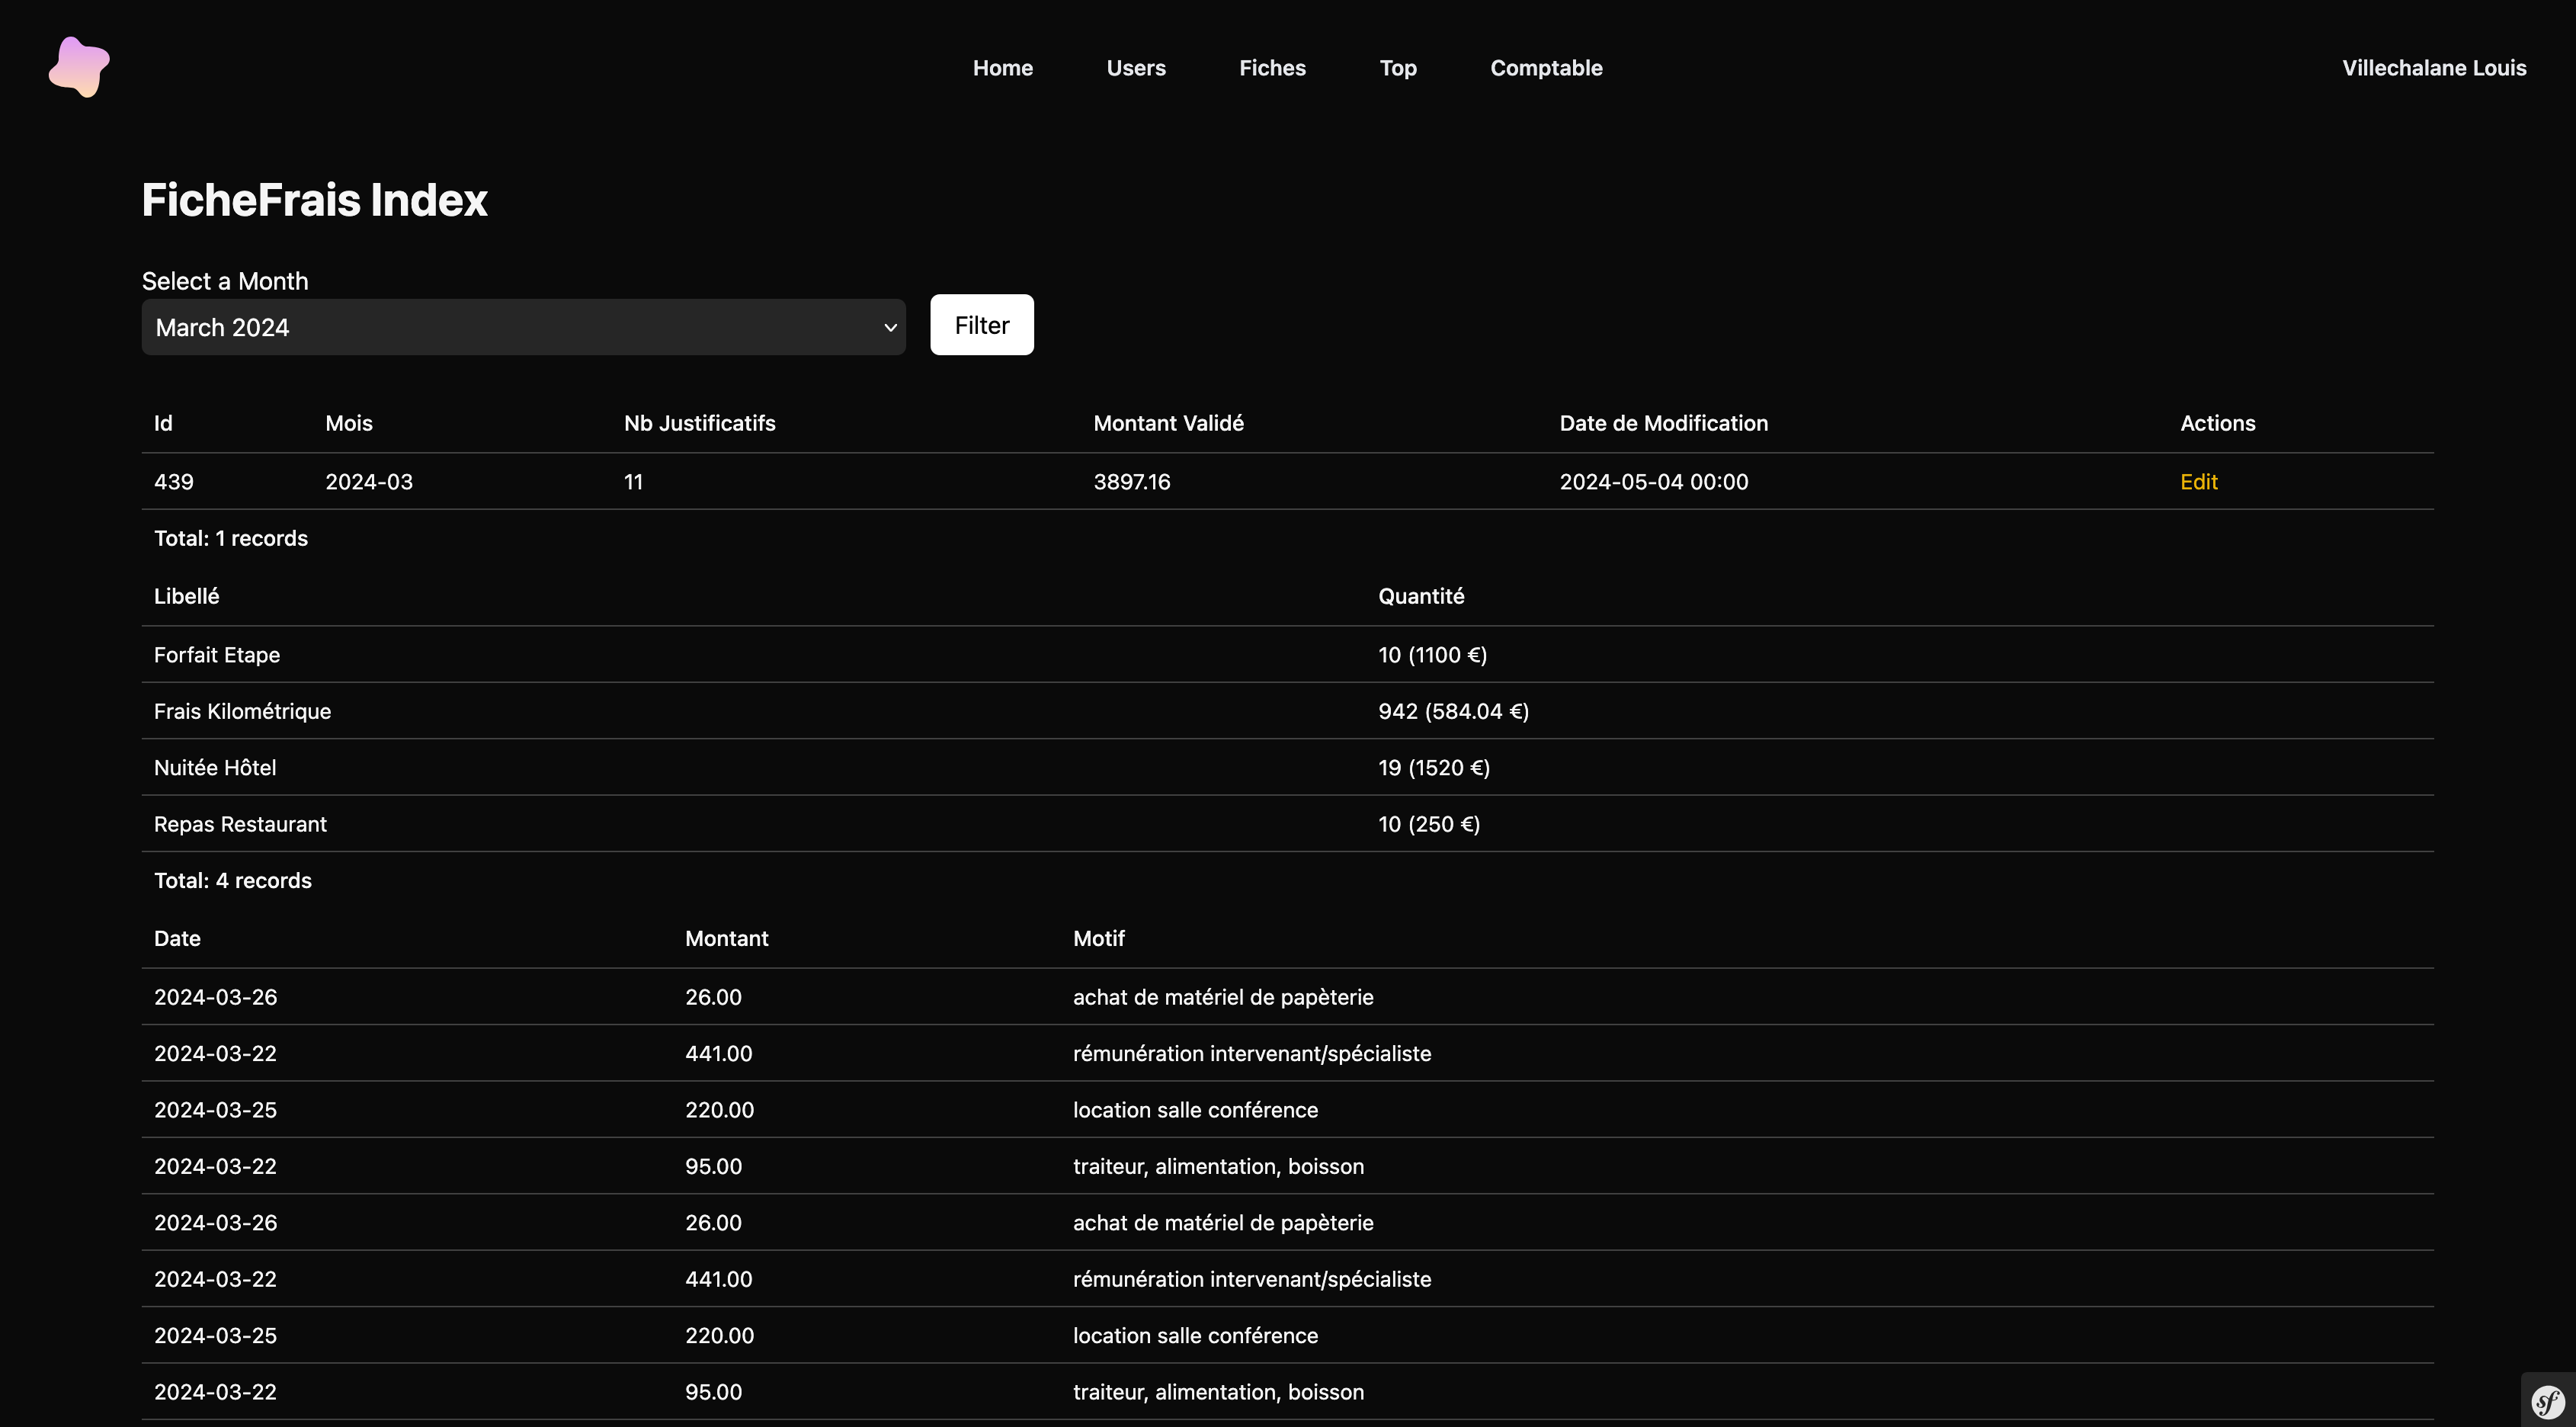 Home Users Fiches Top Comptable Villechalane Louis
FicheFrais Index
Select a Month
March 2024 Filter
Id Mois Nb Justificatifs Montant Validé Date de Modification Actions
439 2024-03 11 3897.16 2024-05-04 00:00 Edit
Total: 1 records
Libellé Quantité
Forfait Etape 10 (1100 €)
Frais Kilométrique 942 (584.04 €)
Nuitée Hôtel 19 (1520 €)
Repas Restaurant 10 (250 €)
Total: 4 records
Date Montant Motif
2024-03-26 26.00 achat de matériel de papèterie
2024-03-22 441.00 rémunération intervenant/spécialiste
2024-03-25 220.00 location salle conférence
2024-03-22 95.00 traiteur, alimentation, boisson
2024-03-26 26.00 achat de matériel de papèterie
2024-03-22 441.00 rémunération intervenant/spécialiste
2024-03-25 220.00 location salle conférence
2024-03-22 95.00 traiteur, alimentation, boisson
sf